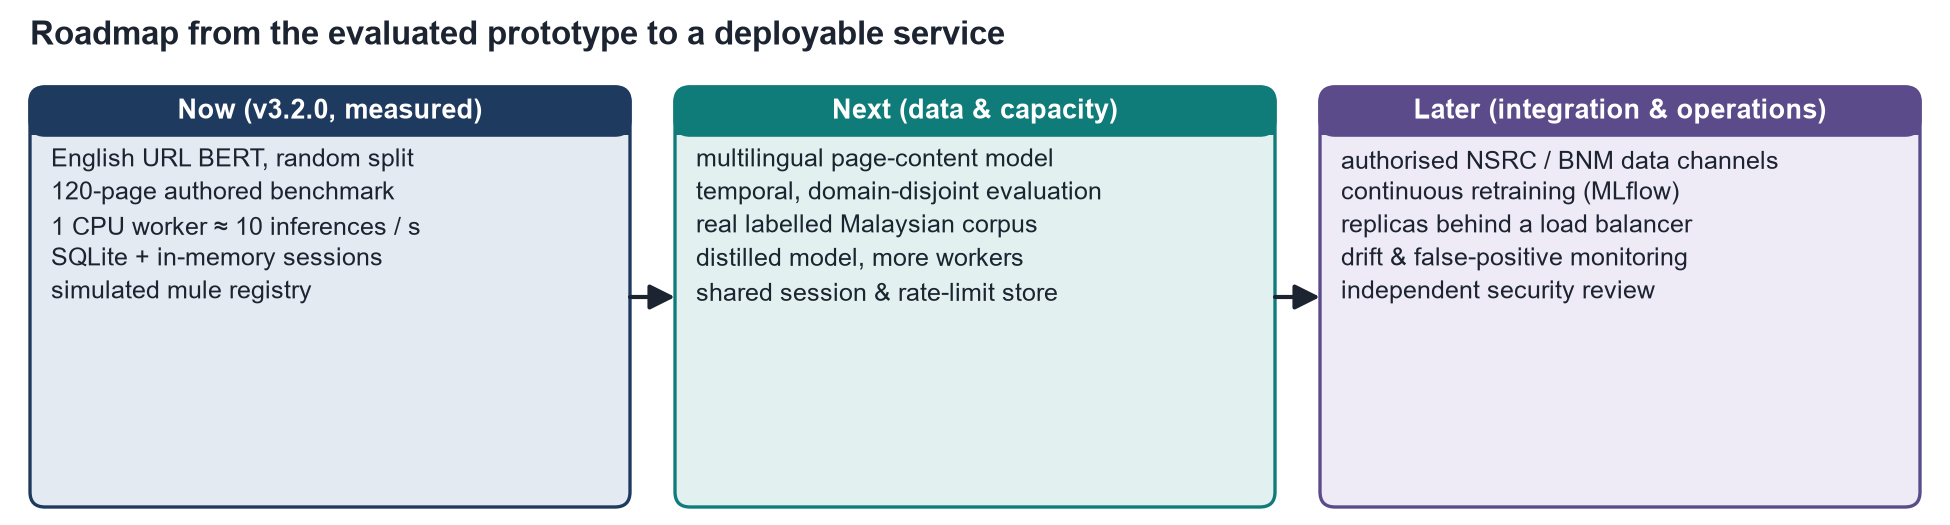 Roadmap from the evaluated prototype to a deployable service
Now (v3.2.0, measured)
English URL BERT, random split
120-page authored benchmark
1 CPU worker ≈ 10 inferences / s
SQLite + in-memory sessions
simulated mule registry
Next (data & capacity)
multilingual page-content model
temporal, domain-disjoint evaluation
real labelled Malaysian corpus
distilled model, more workers
shared session & rate-limit store
Later (integration & operations)
authorised NSRC / BNM data channels
continuous retraining (MLflow)
replicas behind a load balancer
drift & false-positive monitoring
independent security review